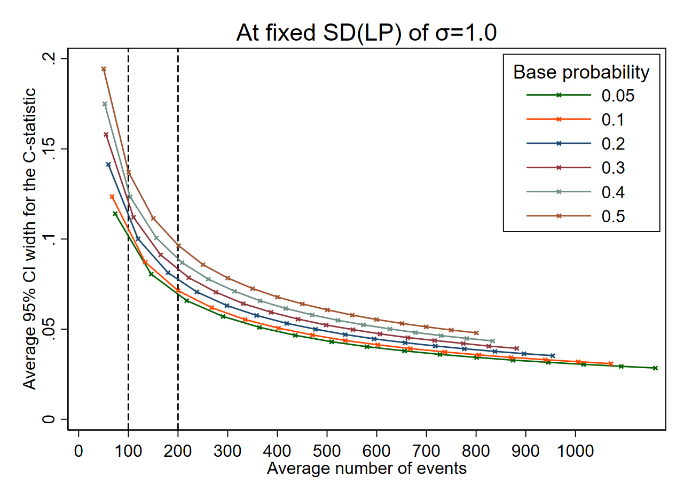 At fixed SD(LP) of σ=1.0
Average 95% CI width for the C-statistic
.2
.15
.1
.05
0
Base probability
0.05
0.1
0.2
0.3
0.4
0.5
0 100 200 300 400 500 600 700 800 900 1000
Average number of events